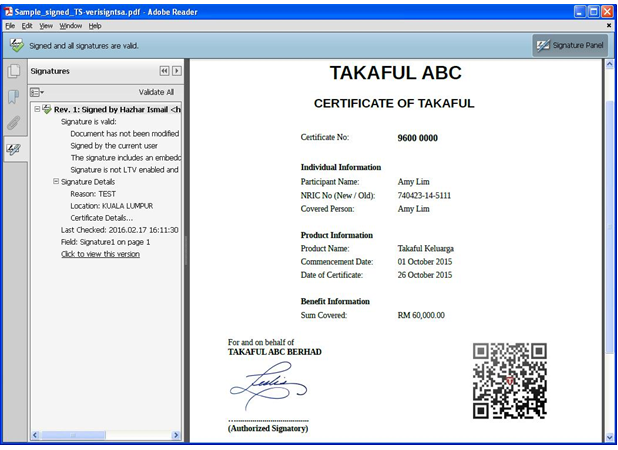 Sample_signed_TS-verisigntsa.pdf - Adobe Reader
File Edit View Window Help
Signed and all signatures are valid.
Signature Panel
Signatures
Validate All
Rev. 1: Signed by Hazhar Ismail <h
Signature is valid:
Document has not been modified
Signed by the current user
The signature includes an embedd
Signature is not LTV enabled and
Signature Details
Reason: TEST
Location: KUALA LUMPUR
Certificate Details...
Last Checked: 2016.02.17 16:11:30
Field: Signature1 on page 1
Click to view this version
TAKAFUL ABC
CERTIFICATE OF TAKAFUL
Certificate No: 9600 0000
Individual Information
Participant Name: Amy Lim
NRIC No (New / Old): 740423-14-5111
Covered Person: Amy Lim
Product Information
Product Name: Takaful Keluarga
Commencement Date: 01 October 2015
Date of Certificate: 26 October 2015
Benefit Information
Sum Covered: RM 60,000.00
For and on behalf of
TAKAFUL ABC BERHAD
Leslie
(Authorized Signatory)